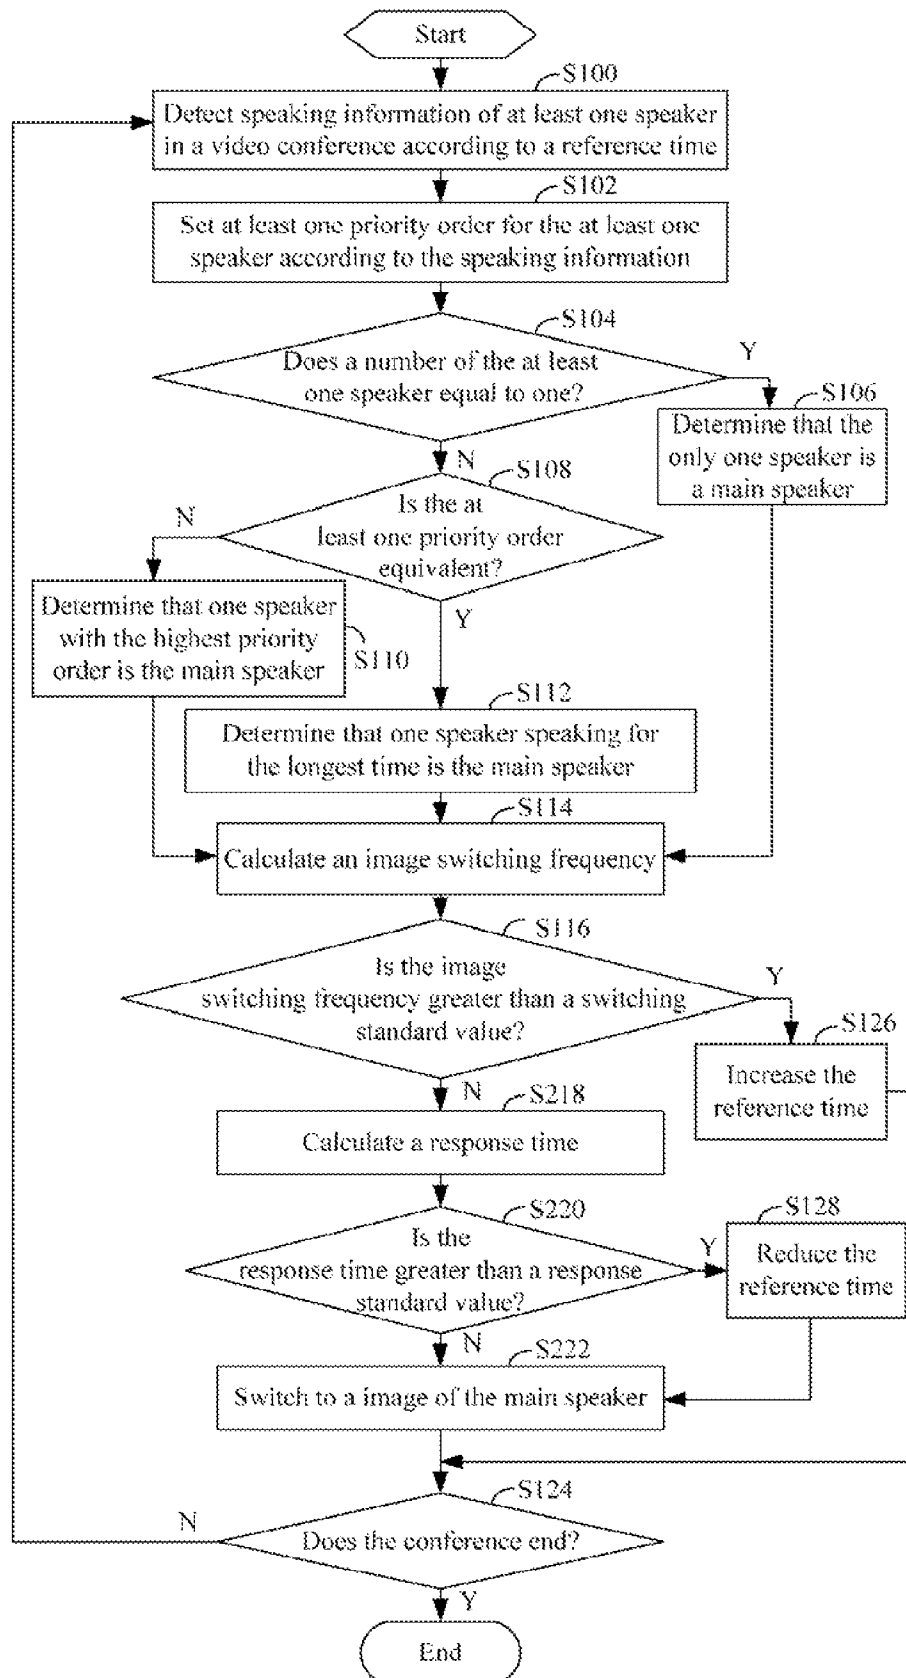 Start
S100
Detect speaking information of at least one speaker
in a video conference according to a reference time
S102
Set at least one priority order for the at least one
speaker according to the speaking information
S104
Does a number of the at least
one speaker equal to one?
Y
S106
Determine that the
only one speaker is
a main speaker
N
S108
Is the at
least one priority order
equivalent?
N
Determine that one speaker
with the highest priority
order is the main speaker
S110
Y
S112
Determine that one speaker speaking for
the longest time is the main speaker
S114
Calculate an image switching frequency
S116
Is the image
switching frequency greater than a switching
standard value?
Y
S126
Increase the
reference time
N
S218
Calculate a response time
S220
Is the
response time greater than a response
standard value?
Y
S128
Reduce the
reference time
N
S222
Switch to a image of the main speaker
S124
Does the conference end?
N
Y
End